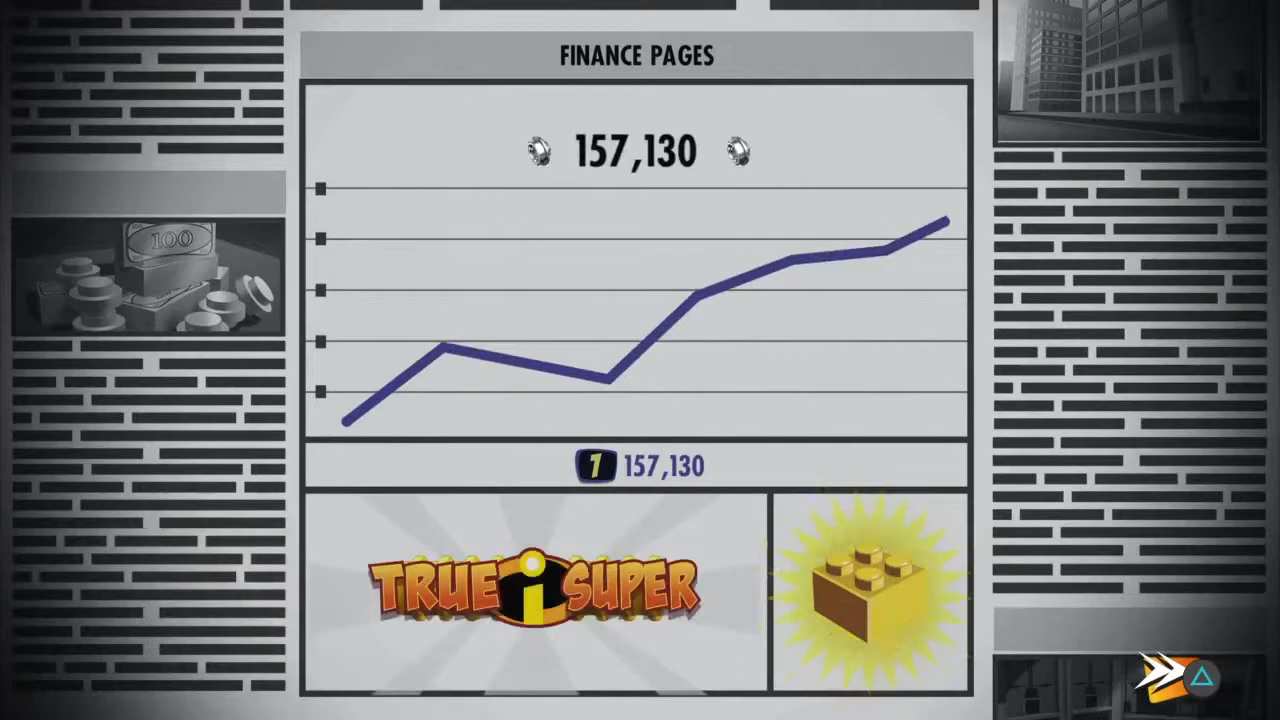 FINANCE PAGES
157,130
100
1 157,130
TRUE i SUPER